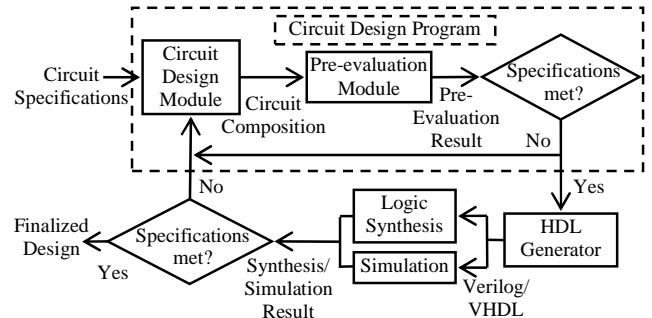 Circuit Design Program
Circuit
Specifications
Circuit
Design
Module
Circuit
Composition
Pre-evaluation
Module
Pre-
Evaluation
Result
Specifications
met?
No
Yes
HDL
Generator
Verilog/
VHDL
Logic
Synthesis
Simulation
Synthesis/
Simulation
Result
Specifications
met?
No
Yes
Finalized
Design